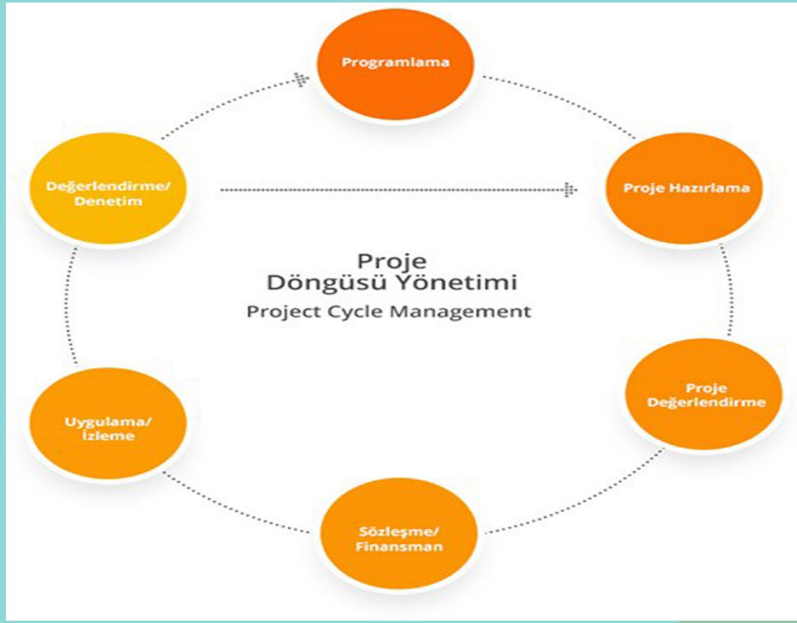 Programlama
Proje Hazırlama
Proje
Değerlendirme
Sözleşme/
Finansman
Uygulama/
İzleme
Değerlendirme/
Denetim
Proje
Döngüsü Yönetimi
Project Cycle Management